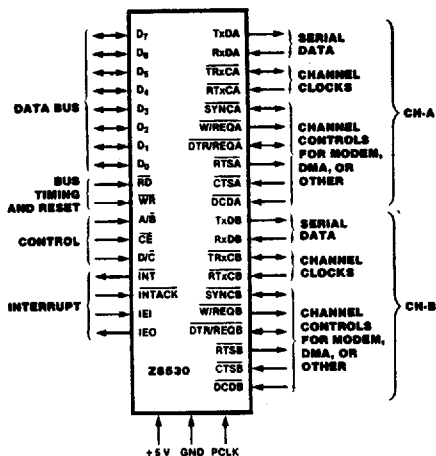 DATA BUS
BUS
TIMING
AND RESET
CONTROL
INTERRUPT
D7
D6
D5
D4
D3
D2
D1
D0
RD
WR
A/B
CE
D/C
INT
INTACK
IEI
IEO
Z8530
TxDA
RxDA
TRxCA
RTxCA
SYNCA
W/REQA
DTR/REQA
RTSA
CTSA
DCDA
TxDB
RxDB
TRxCB
RTxCB
SYNCB
W/REQB
DTR/REQB
RTSB
CTSB
DCDB
SERIAL
DATA
CHANNEL
CLOCKS
CHANNEL
CONTROLS
FOR MODEM,
DMA, OR
OTHER
CH-A
SERIAL
DATA
CHANNEL
CLOCKS
CHANNEL
CONTROLS
FOR MODEM,
DMA, OR
OTHER
CH-B
+5 V
GND
PCLK